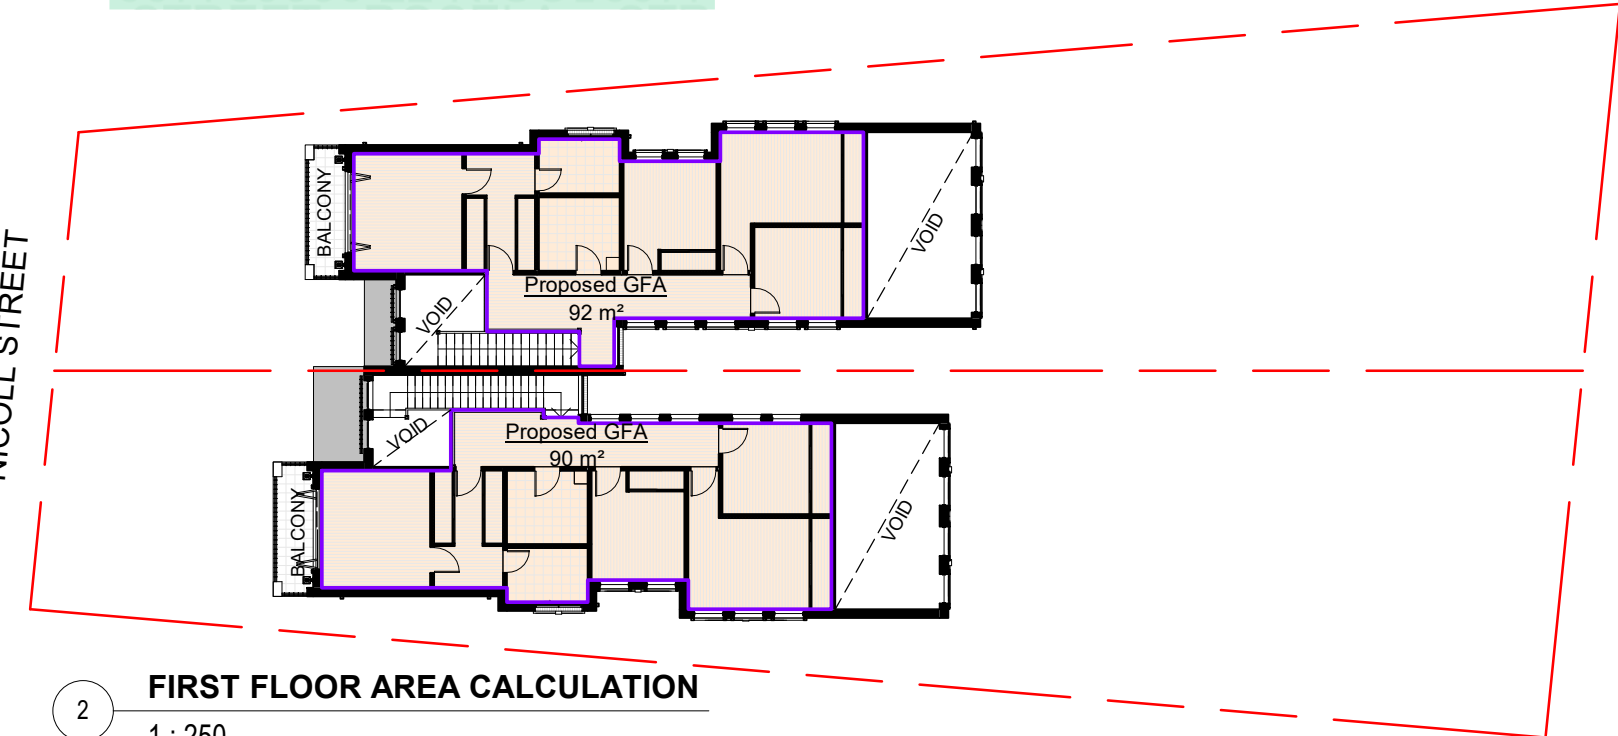 NICOLL STREET
BALCONY
VOID
VOID
Proposed GFA
92 m²
VOID
Proposed GFA
90 m²
BALCONY
VOID
2
FIRST FLOOR AREA CALCULATION
1 : 250